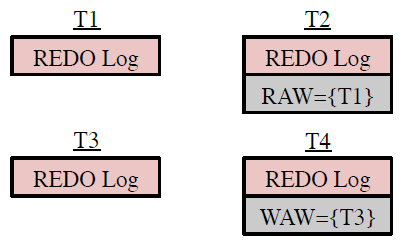 T1
REDO Log
T2
REDO Log
RAW={T1}
T3
REDO Log
T4
REDO Log
WAW={T3}